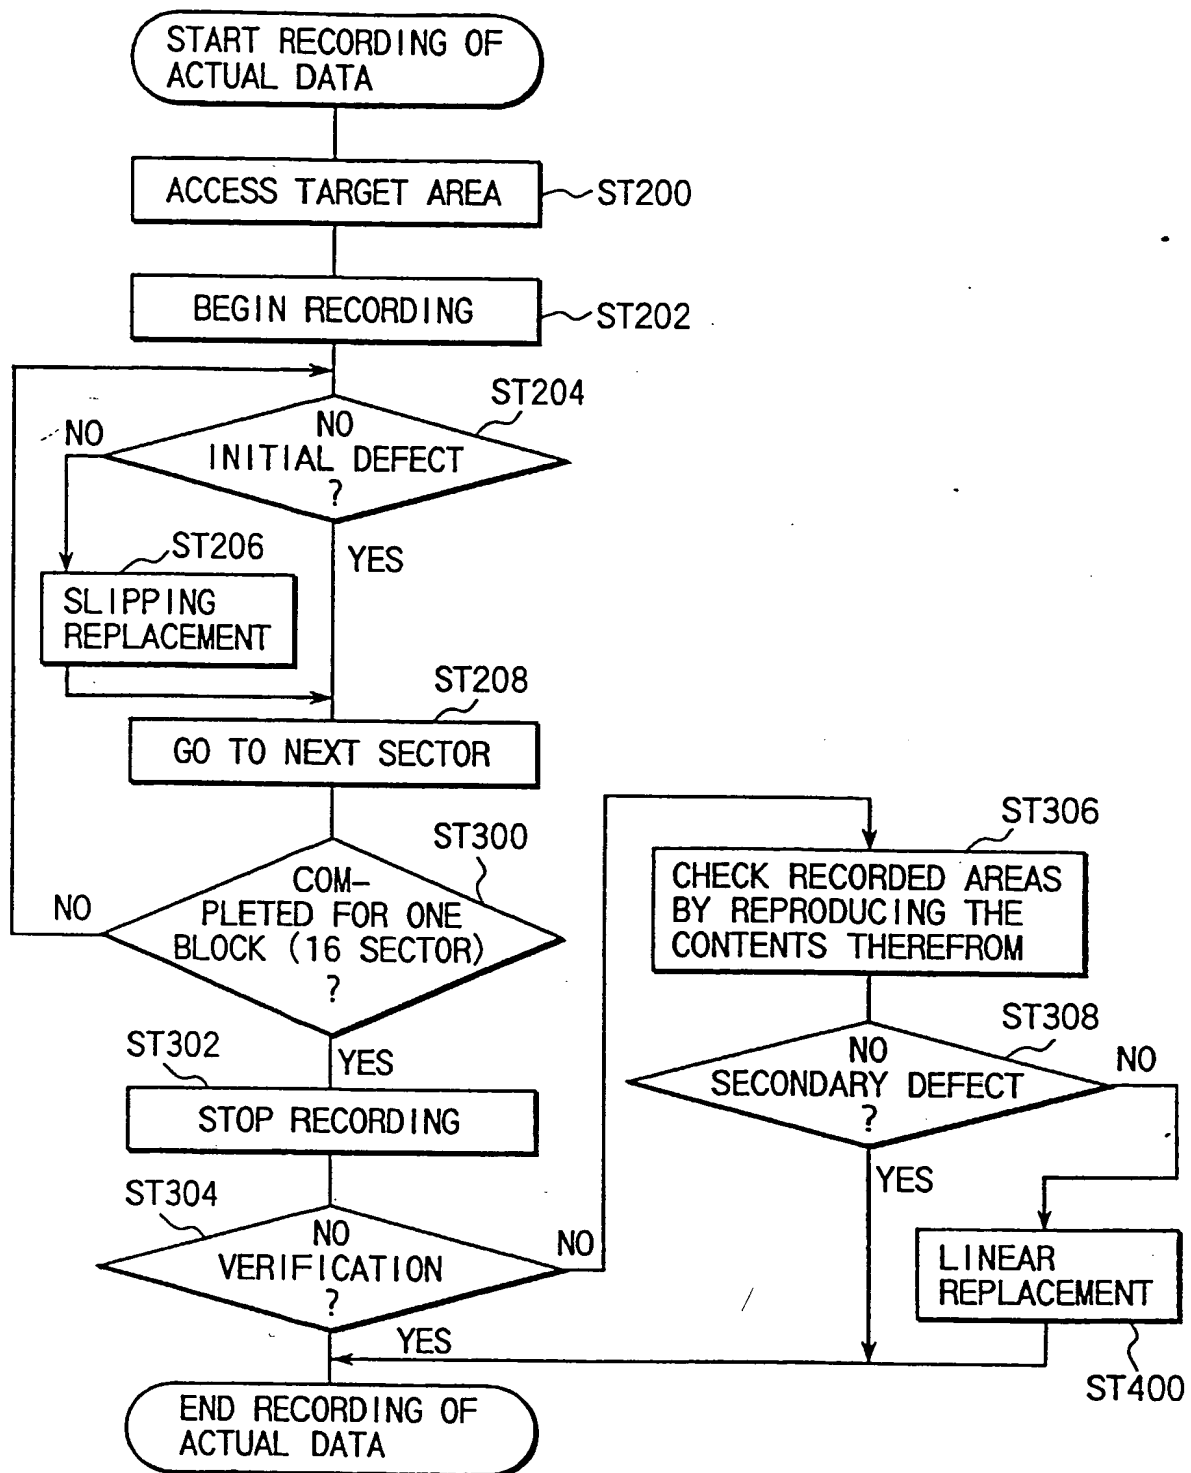 START RECORDING OF
ACTUAL DATA
ACCESS TARGET AREA
ST200
BEGIN RECORDING
ST202
ST204
NO
NO
INITIAL DEFECT
?
YES
ST206
SLIPPING
REPLACEMENT
ST208
GO TO NEXT SECTOR
ST300
COM-
PLETED FOR ONE
BLOCK (16 SECTOR)
?
NO
YES
ST302
STOP RECORDING
ST304
NO
VERIFICATION
?
NO
YES
ST306
CHECK RECORDED AREAS
BY REPRODUCING THE
CONTENTS THEREFROM
ST308
NO
SECONDARY DEFECT
?
NO
YES
LINEAR
REPLACEMENT
ST400
END RECORDING OF
ACTUAL DATA